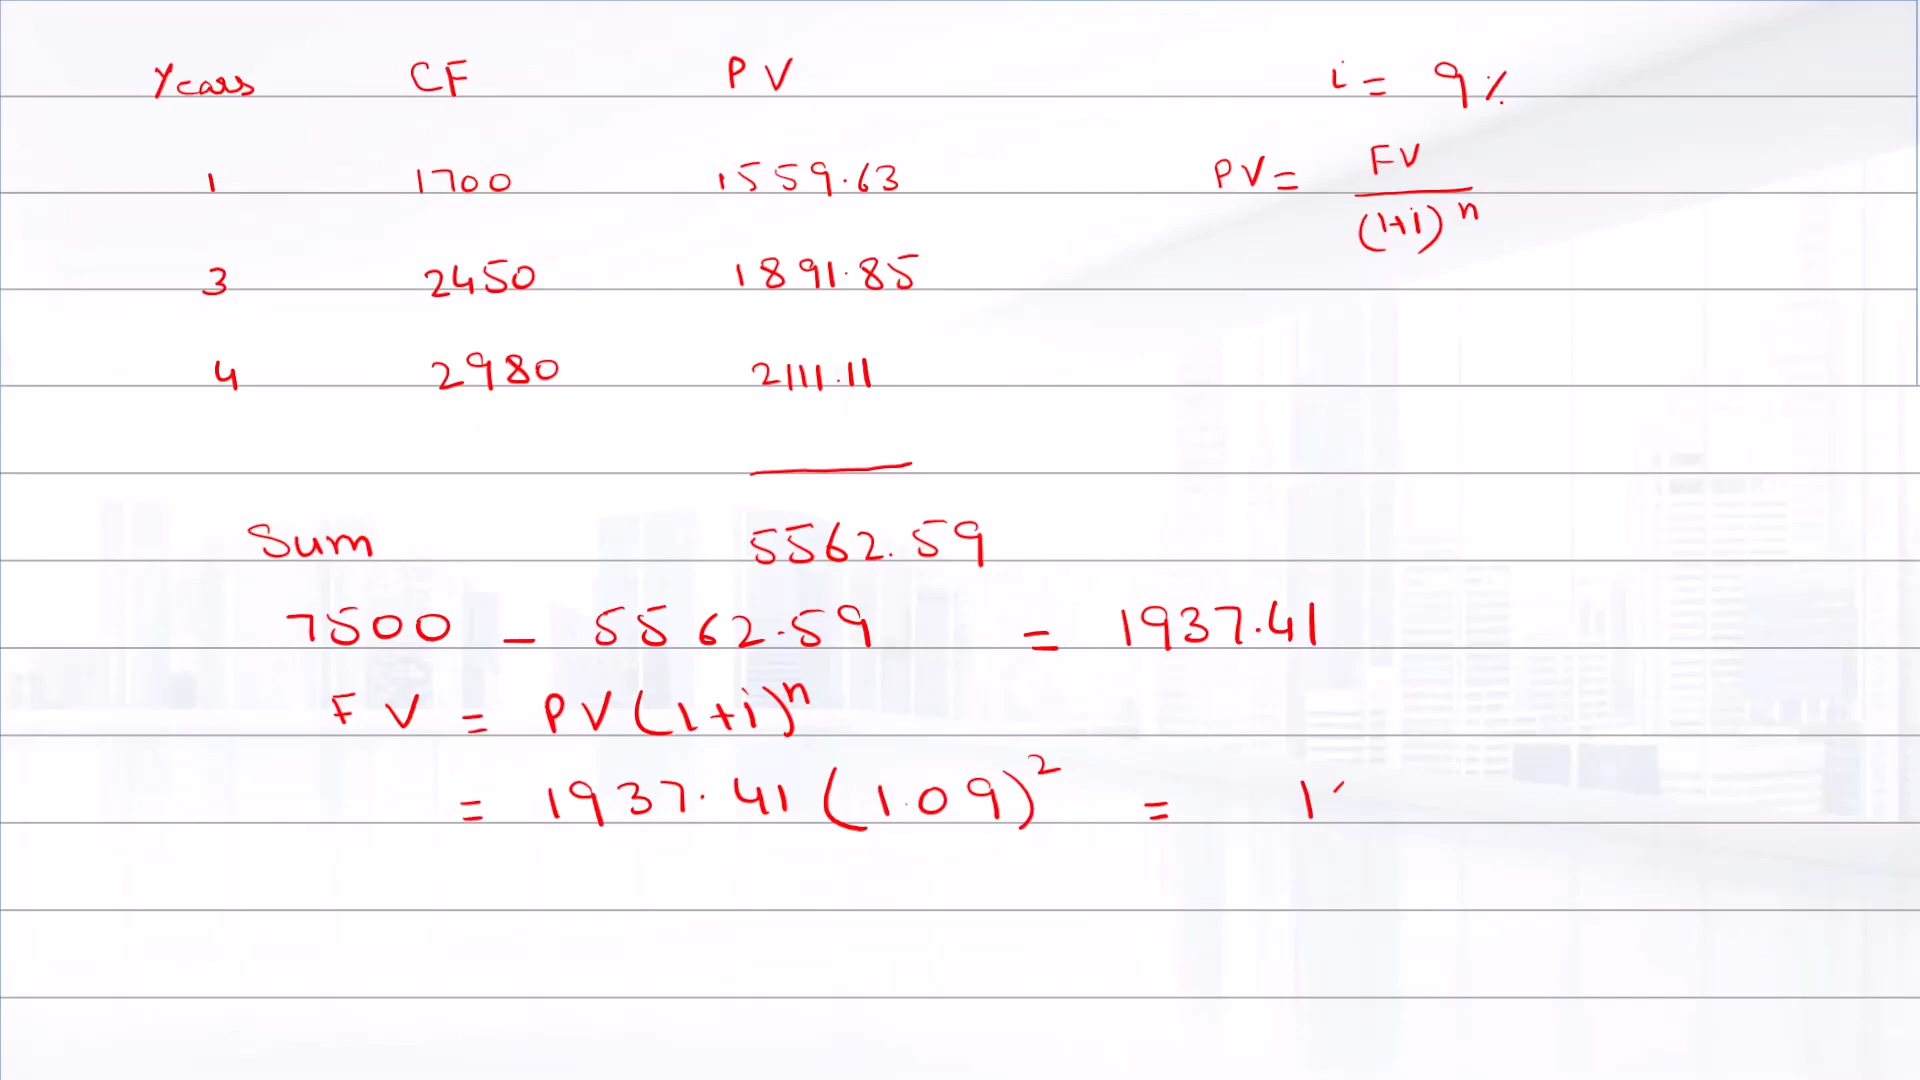 Years CF PV i = 9%
1 1700 1559.63 PV = FV / (1+i)^n
3 2450 1891.85
4 2980 2111.11
Sum 5562.59
7500 - 5562.59 = 1937.41
FV = PV(1+i)^n
= 1937.41 (1.09)^2 = 1